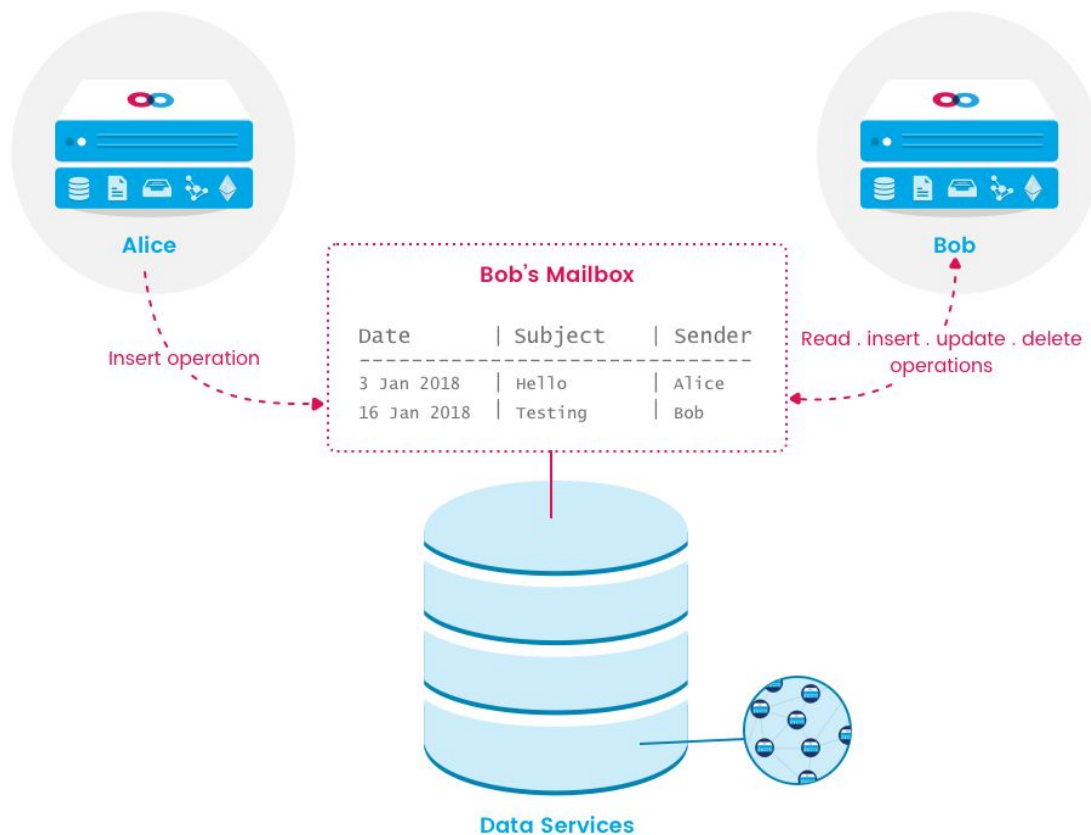 Alice
Bob
Bob's Mailbox
Date | Subject | Sender
------------------------------
3 Jan 2018 | Hello | Alice
16 Jan 2018 | Testing | Bob
Insert operation
Read . insert . update . delete
operations
Data Services